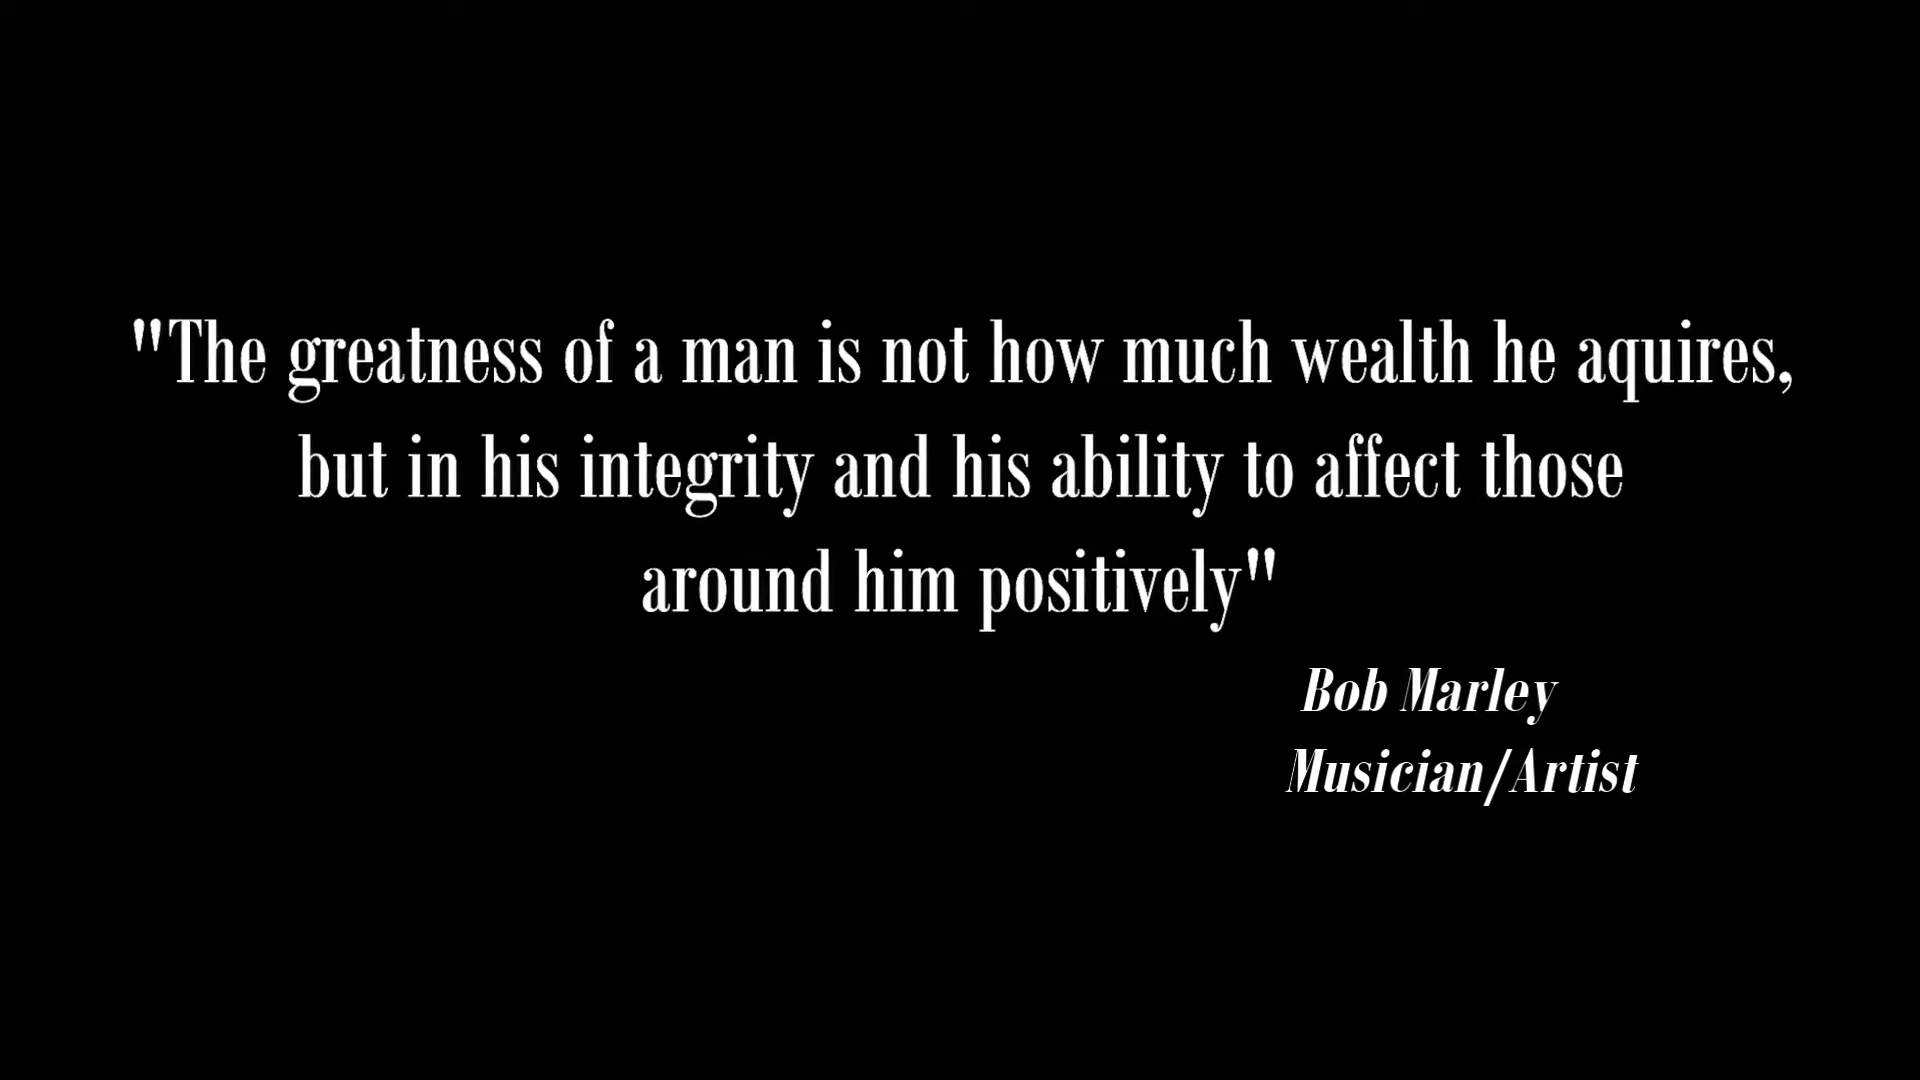 "The greatness of a man is not how much wealth he aquires,
but in his integrity and his ability to affect those
around him positively"
Bob Marley
Musician/Artist